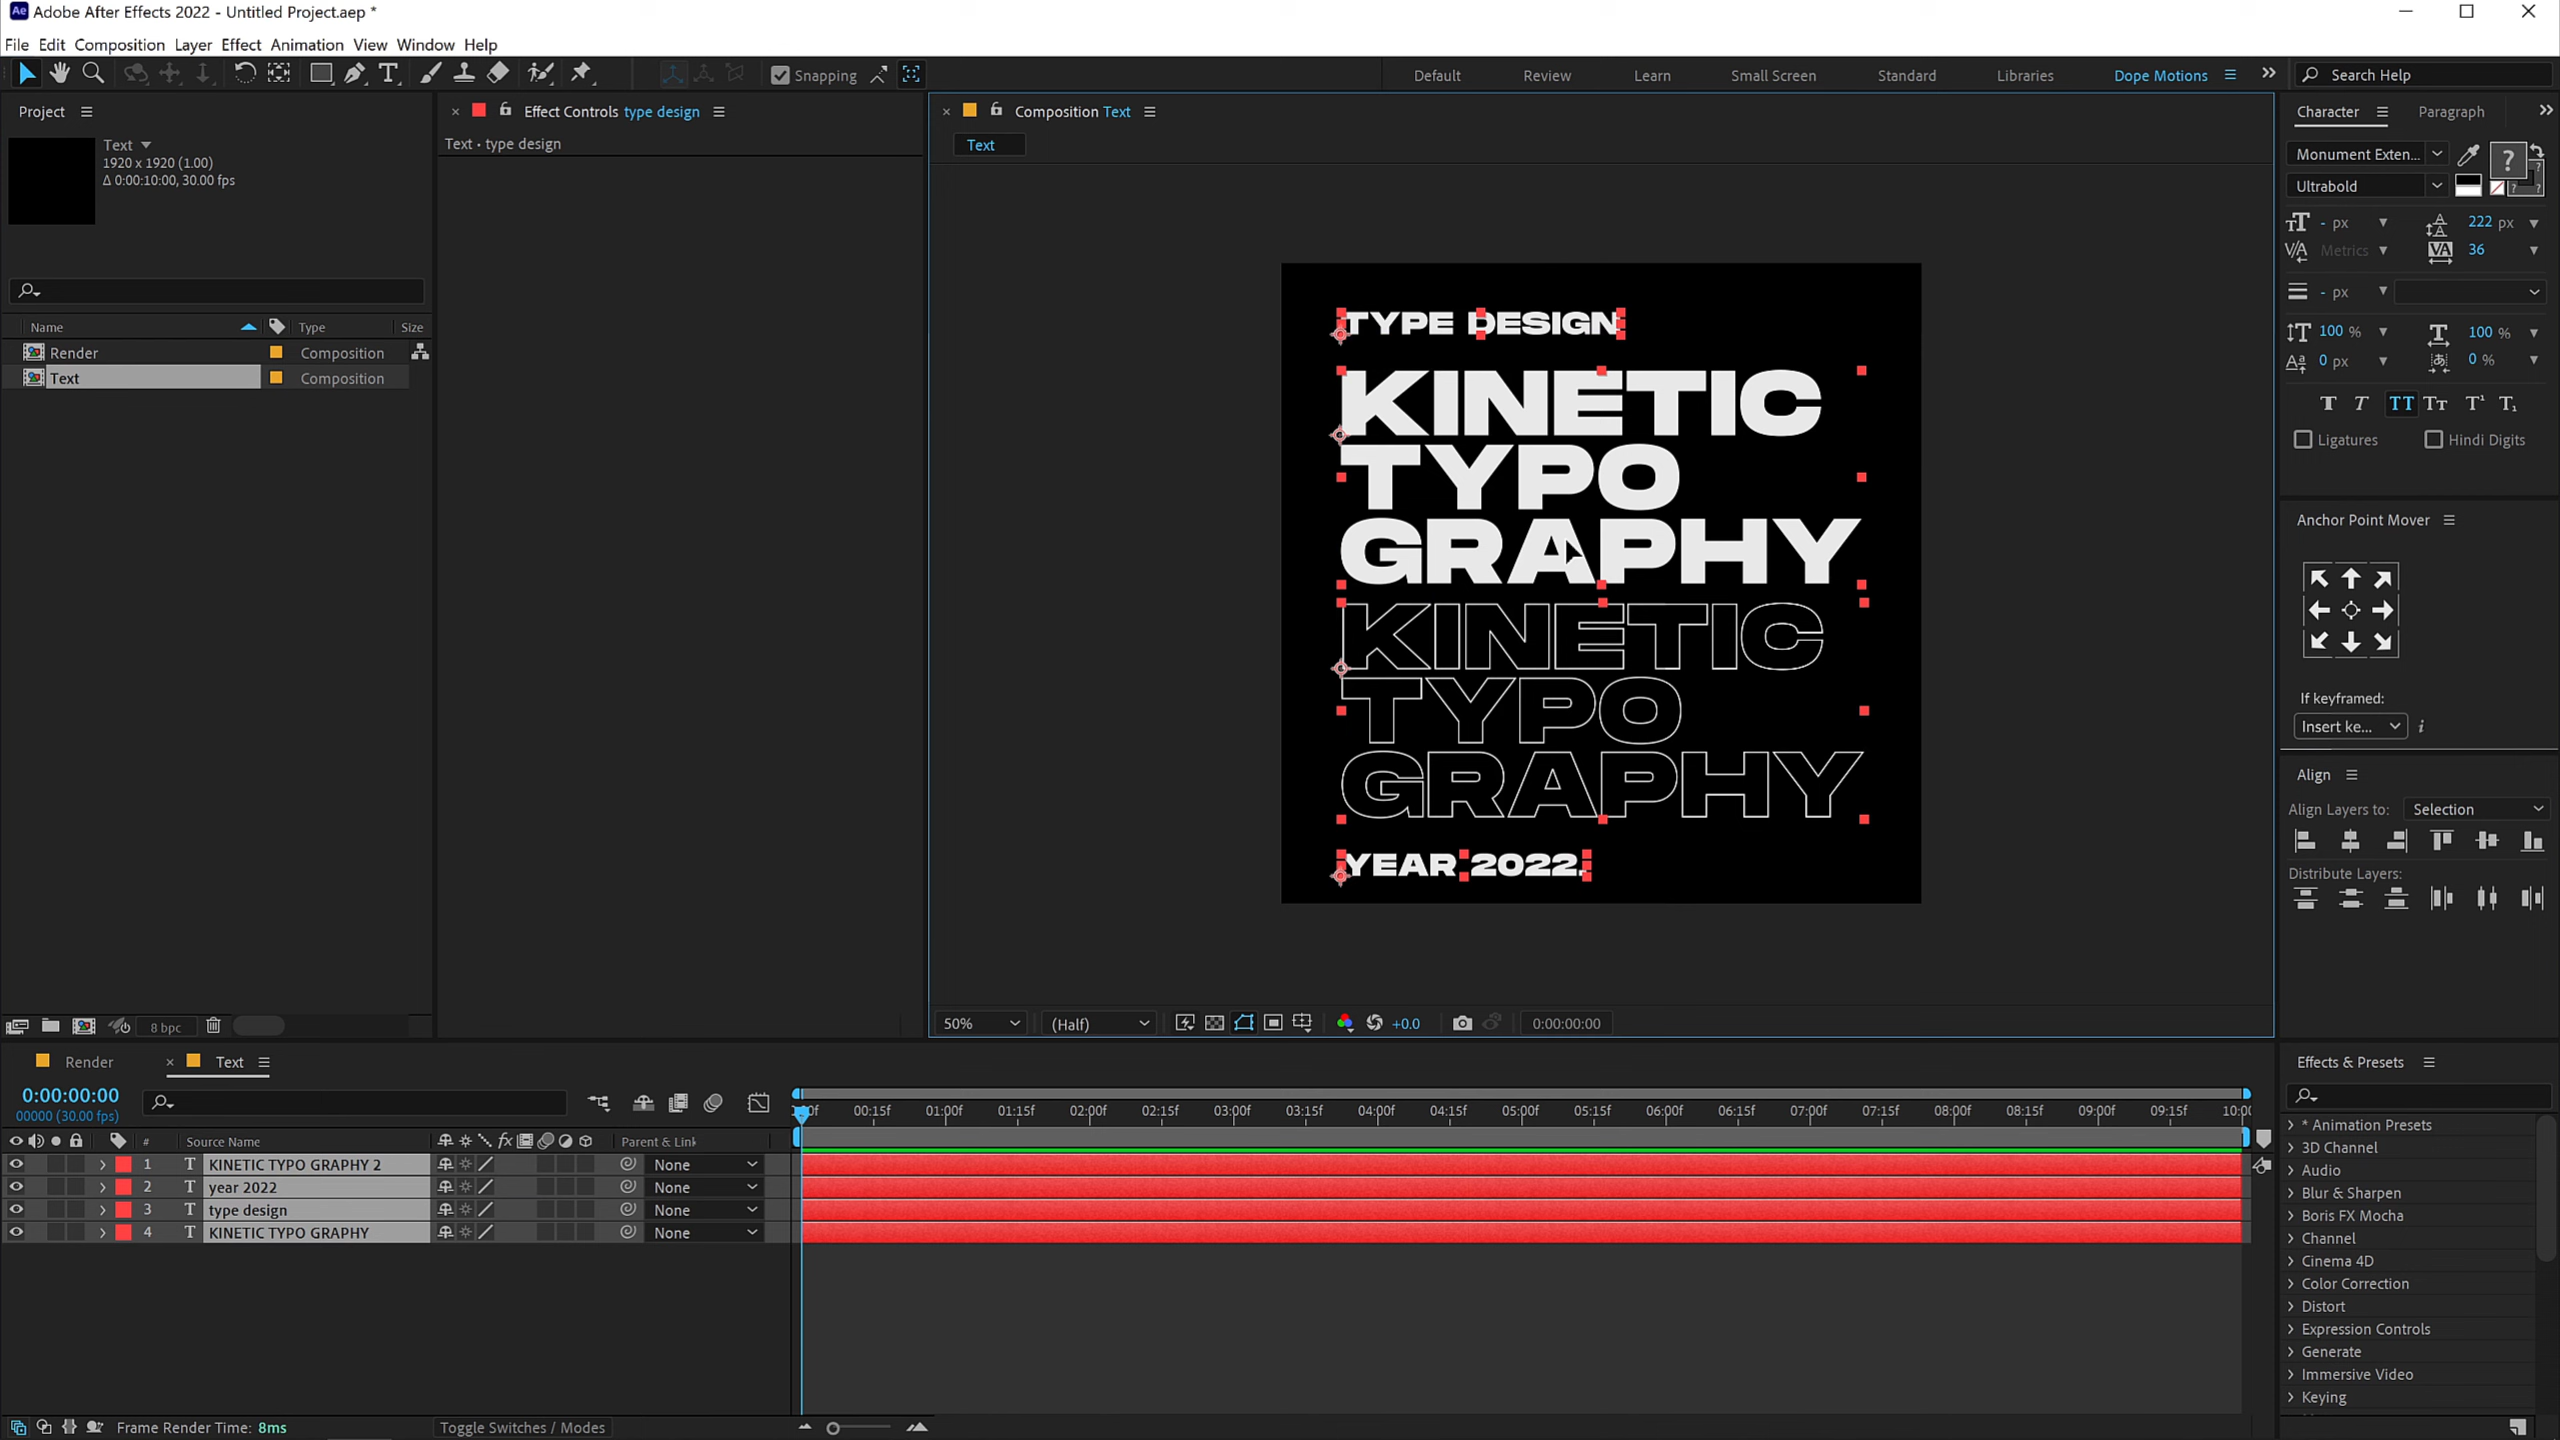 Adobe After Effects 2022 - Untitled Project.aep *
File Edit Composition Layer Effect Animation View Window Help
Snapping
Default Review Learn Small Screen Standard Libraries Dope Motions Search Help
Project
Text
1920 x 1920 (1.00)
Δ 0:00:10:00, 30.00 fps
Name Type Size
Render Composition
Text Composition
8 bpc
Effect Controls type design
Text • type design
Composition Text
Text
TYPE DESIGN
KINETIC
TYPO
GRAPHY
KINETIC
TYPO
GRAPHY
YEAR 2022.
50% (Half) +0.0 0:00:00:00
Character Paragraph
Monument Exten...
Ultrabold
- px 222 px
Metrics 36
- px
100 % 100 %
0 px 0 %
Ligatures Hindi Digits
Anchor Point Mover
If keyframed:
Insert ke...
Align
Align Layers to: Selection
Distribute Layers:
Effects & Presets
* Animation Presets
3D Channel
Audio
Blur & Sharpen
Boris FX Mocha
Channel
Cinema 4D
Color Correction
Distort
Expression Controls
Generate
Immersive Video
Keying
Render Text
0:00:00:00
00000 (30.00 fps)
00:15f 01:00f 01:15f 02:00f 02:15f 03:00f 03:15f 04:00f 04:15f 05:00f 05:15f 06:00f 06:15f 07:00f 07:15f 08:00f 08:15f 09:00f 09:15f
# Source Name Parent & Link
1 T KINETIC TYPO GRAPHY 2 None
2 T year 2022 None
3 T type design None
4 T KINETIC TYPO GRAPHY None
Frame Render Time: 8ms
Toggle Switches / Modes